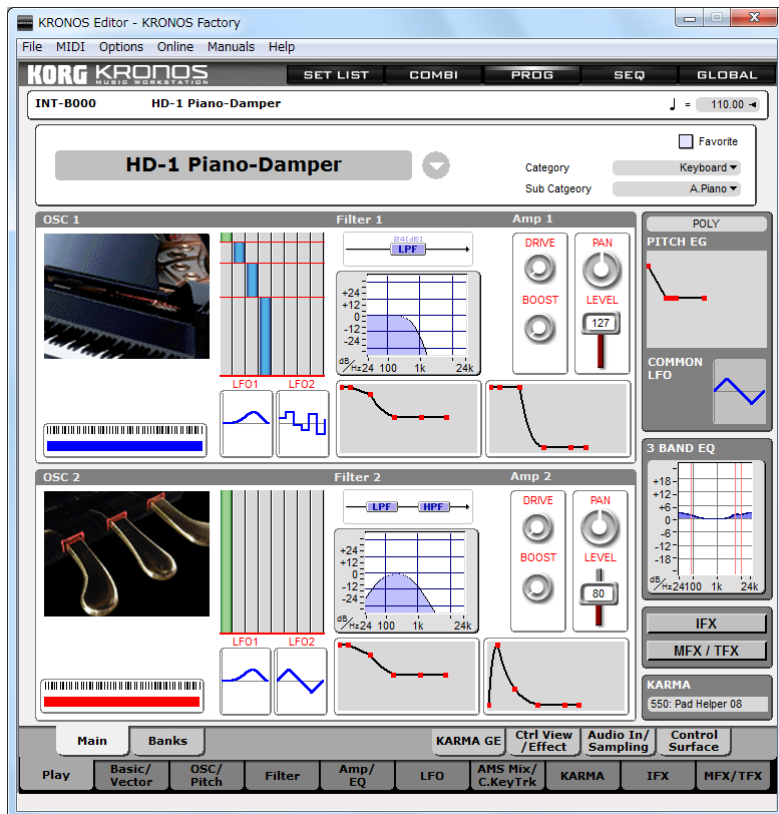 KRONOS Editor - KRONOS Factory
File MIDI Options Online Manuals Help
KORG KRONOS MUSIC WORKSTATION SET LIST COMBI PROG SEQ GLOBAL
INT-B000 HD-1 Piano-Damper ♩ = 110.00
Favorite
HD-1 Piano-Damper
Category Keyboard
Sub Catgeory A.Piano
OSC 1 Filter 1 Amp 1
POLY
PITCH EG
24(dB)
LPF
DRIVE PAN
BOOST LEVEL
127
+24
+12
0
-12
-24
dB/Hz 24 100 1k 24k
LFO1 LFO2
COMMON LFO
3 BAND EQ
+18
+12
+6
0
-6
-12
-18
dB/Hz 24 100 1k 24k
OSC 2 Filter 2 Amp 2
LPF HPF
DRIVE PAN
BOOST LEVEL
80
+24
+12
0
-12
-24
dB/Hz 24 100 1k 24k
LFO1 LFO2
IFX
MFX / TFX
KARMA
550: Pad Helper 08
Main Banks KARMA GE Ctrl View /Effect Audio In/ Sampling Control Surface
Play Basic/ Vector OSC/ Pitch Filter Amp/ EQ LFO AMS Mix/ C.KeyTrk KARMA IFX MFX/TFX